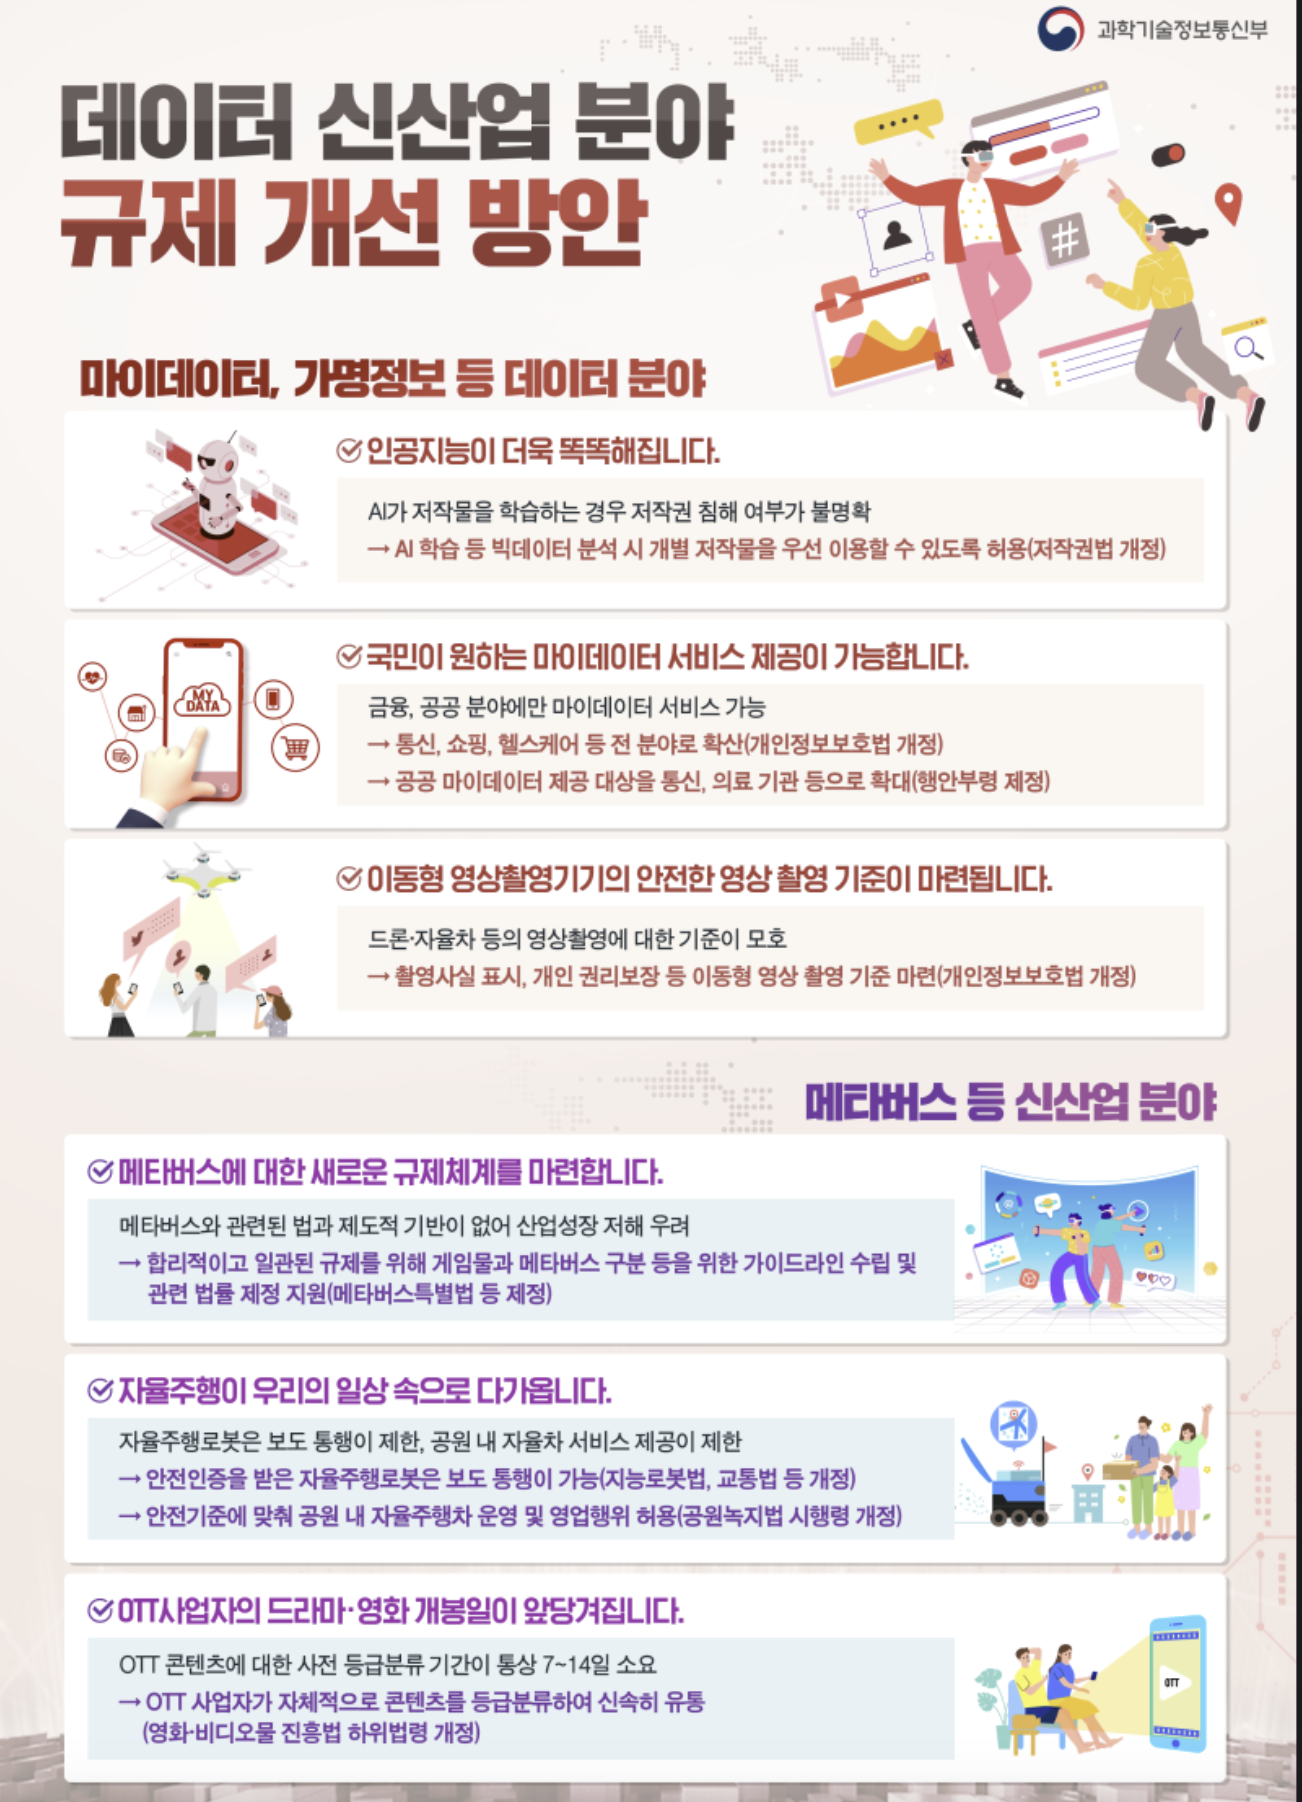 과학기술정보통신부
데이터 신산업 분야
규제 개선 방안
마이데이터, 가명정보 등 데이터 분야
인공지능이 더욱 똑똑해집니다.
AI가 저작물을 학습하는 경우 저작권 침해 여부가 불명확
→ AI 학습 등 빅데이터 분석 시 개별 저작물을 우선 이용할 수 있도록 허용(저작권법 개정)
MY
DATA
국민이 원하는 마이데이터 서비스 제공이 가능합니다.
금융, 공공 분야에만 마이데이터 서비스 가능
→ 통신, 쇼핑, 헬스케어 등 전 분야로 확산(개인정보보호법 개정)
→ 공공 마이데이터 제공 대상을 통신, 의료 기관 등으로 확대(행안부령 제정)
이동형 영상촬영기기의 안전한 영상 촬영 기준이 마련됩니다.
드론·자율차 등의 영상촬영에 대한 기준이 모호
→ 촬영사실 표시, 개인 권리보장 등 이동형 영상 촬영 기준 마련(개인정보보호법 개정)
메타버스 등 신산업 분야
메타버스에 대한 새로운 규제체계를 마련합니다.
메타버스와 관련된 법과 제도적 기반이 없어 산업성장 저해 우려
→ 합리적이고 일관된 규제를 위해 게임물과 메타버스 구분 등을 위한 가이드라인 수립 및
관련 법률 제정 지원(메타버스특별법 등 제정)
자율주행이 우리의 일상 속으로 다가옵니다.
자율주행로봇은 보도 통행이 제한, 공원 내 자율차 서비스 제공이 제한
→ 안전인증을 받은 자율주행로봇은 보도 통행이 가능(지능로봇법, 교통법 등 개정)
→ 안전기준에 맞춰 공원 내 자율주행차 운영 및 영업행위 허용(공원녹지법 시행령 개정)
OTT사업자의 드라마·영화 개봉일이 앞당겨집니다.
OTT 콘텐츠에 대한 사전 등급분류 기간이 통상 7~14일 소요
→ OTT 사업자가 자체적으로 콘텐츠를 등급분류하여 신속히 유통
(영화·비디오물 진흥법 하위법령 개정)
OTT